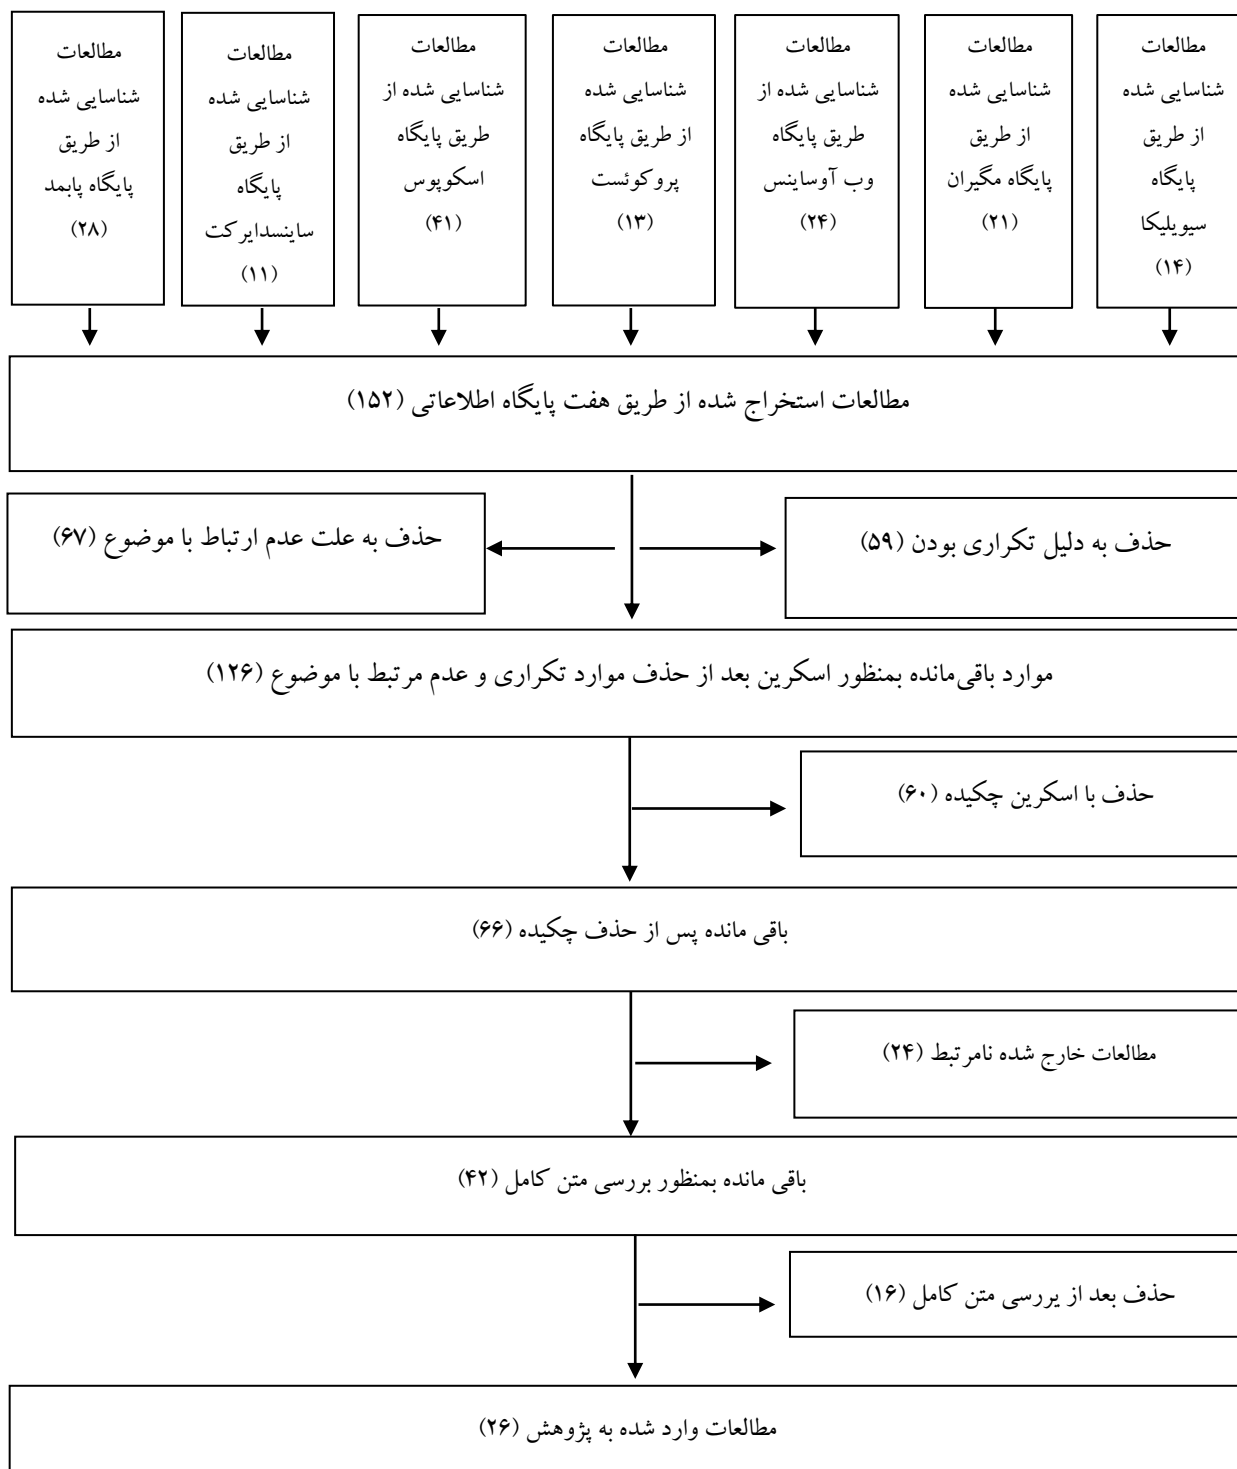 مطالعات
شناسایی شده
از طریق
پایگاه
سیویلیکا
(۱۴)
مطالعات
شناسایی شده
از طریق
پایگاه مگیران
(۲۱)
مطالعات
شناسایی شده از
طریق پایگاه
وب آوساینس
(۲۴)
مطالعات
شناسایی شده
از طریق پایگاه
پروکوئست
(۱۳)
مطالعات
شناسایی شده از
طریق پایگاه
اسکوپوس
(۴۱)
مطالعات
شناسایی شده
از طریق
پایگاه
ساینسدایرکت
(۱۱)
مطالعات
شناسایی شده
از طریق
پایگاه پابمد
(۲۸)
مطالعات استخراج شده از طریق هفت پایگاه اطلاعاتی (۱۵۲)
حذف به دلیل تکراری بودن (۵۹)
حذف به علت عدم ارتباط با موضوع (۶۷)
موارد باقی‌مانده بمنظور اسکرین بعد از حذف موارد تکراری و عدم مرتبط با موضوع (۱۲۶)
حذف با اسکرین چکیده (۶۰)
باقی مانده پس از حذف چکیده (۶۶)
مطالعات خارج شده نامرتبط (۲۴)
باقی مانده بمنظور بررسی متن کامل (۴۲)
حذف بعد از یررسی متن کامل (۱۶)
مطالعات وارد شده به پژوهش (۲۶)